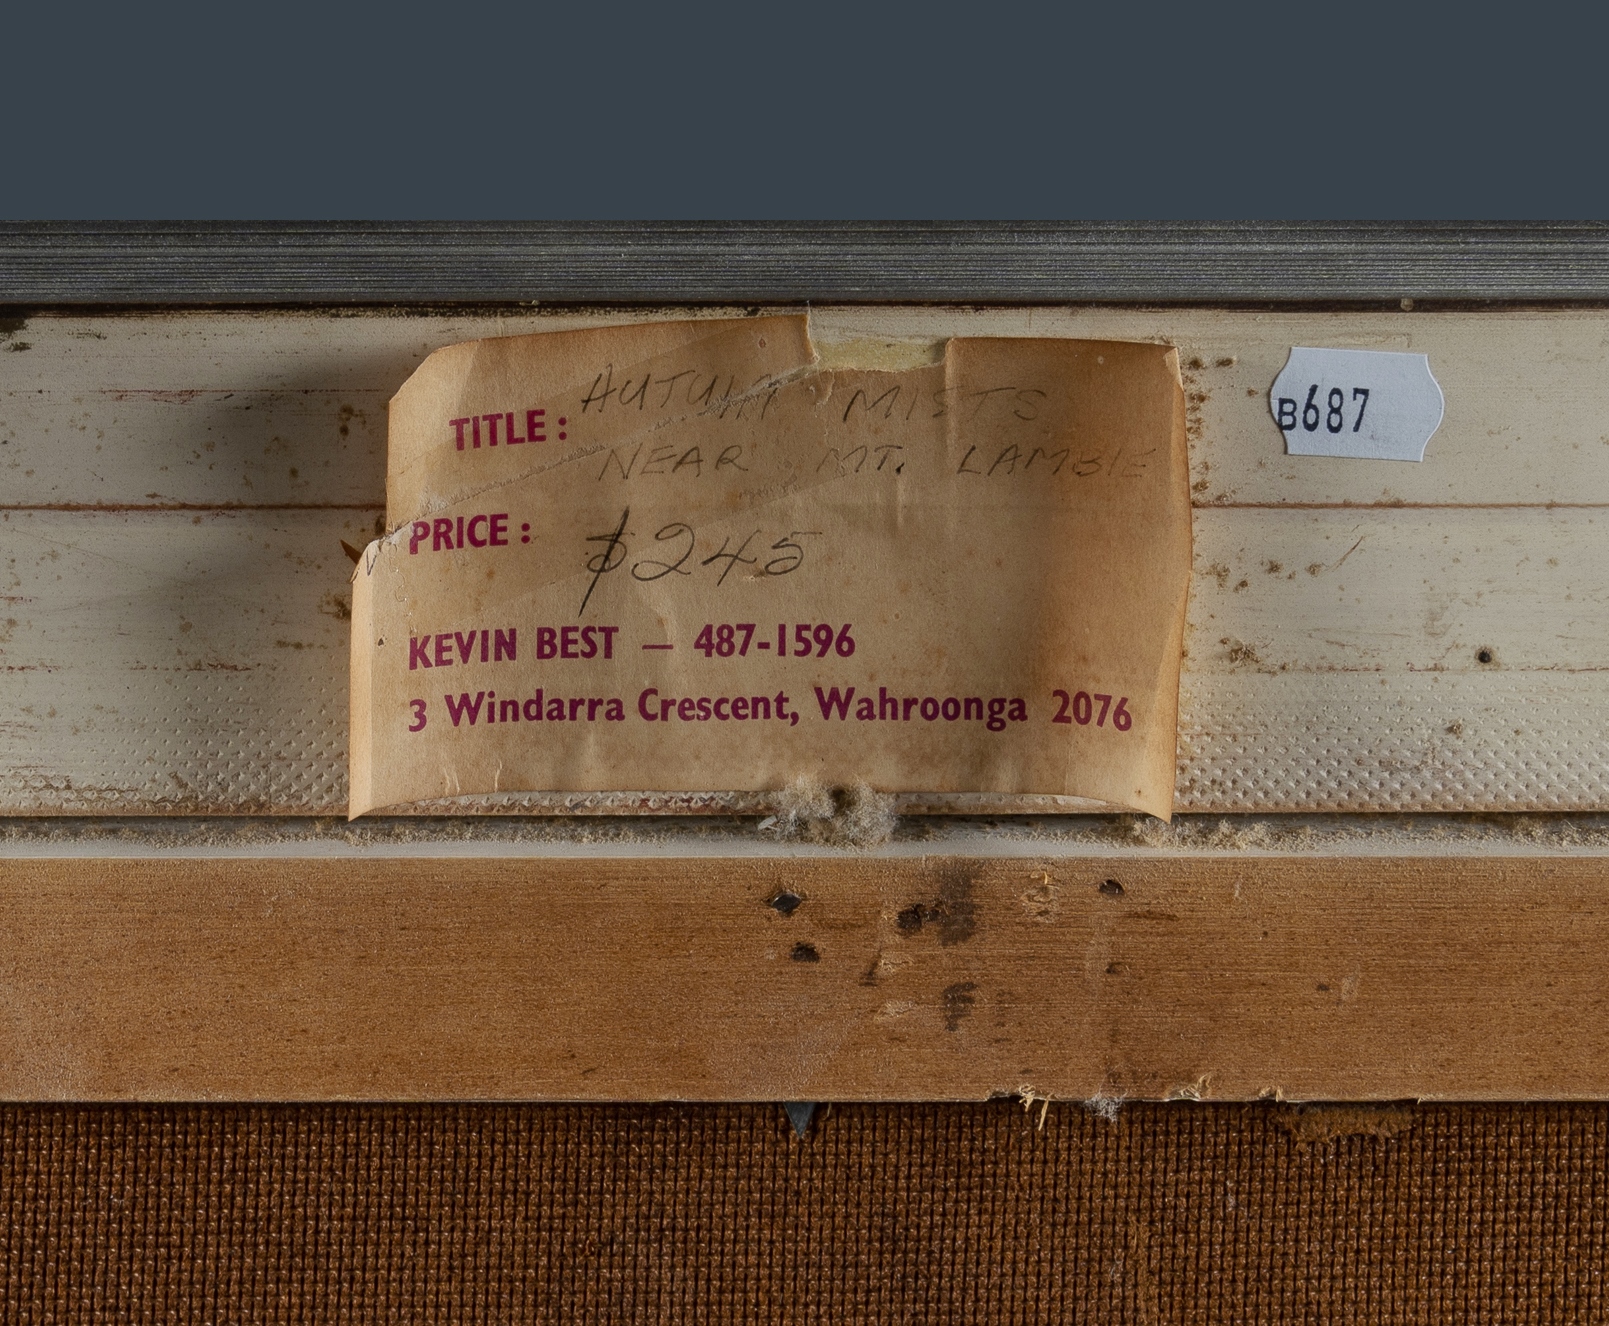 TITLE: AUTUMN MISTS
NEAR MT. LAMBIE
PRICE: $245
KEVIN BEST — 487-1596
3 Windarra Crescent, Wahroonga 2076
B687